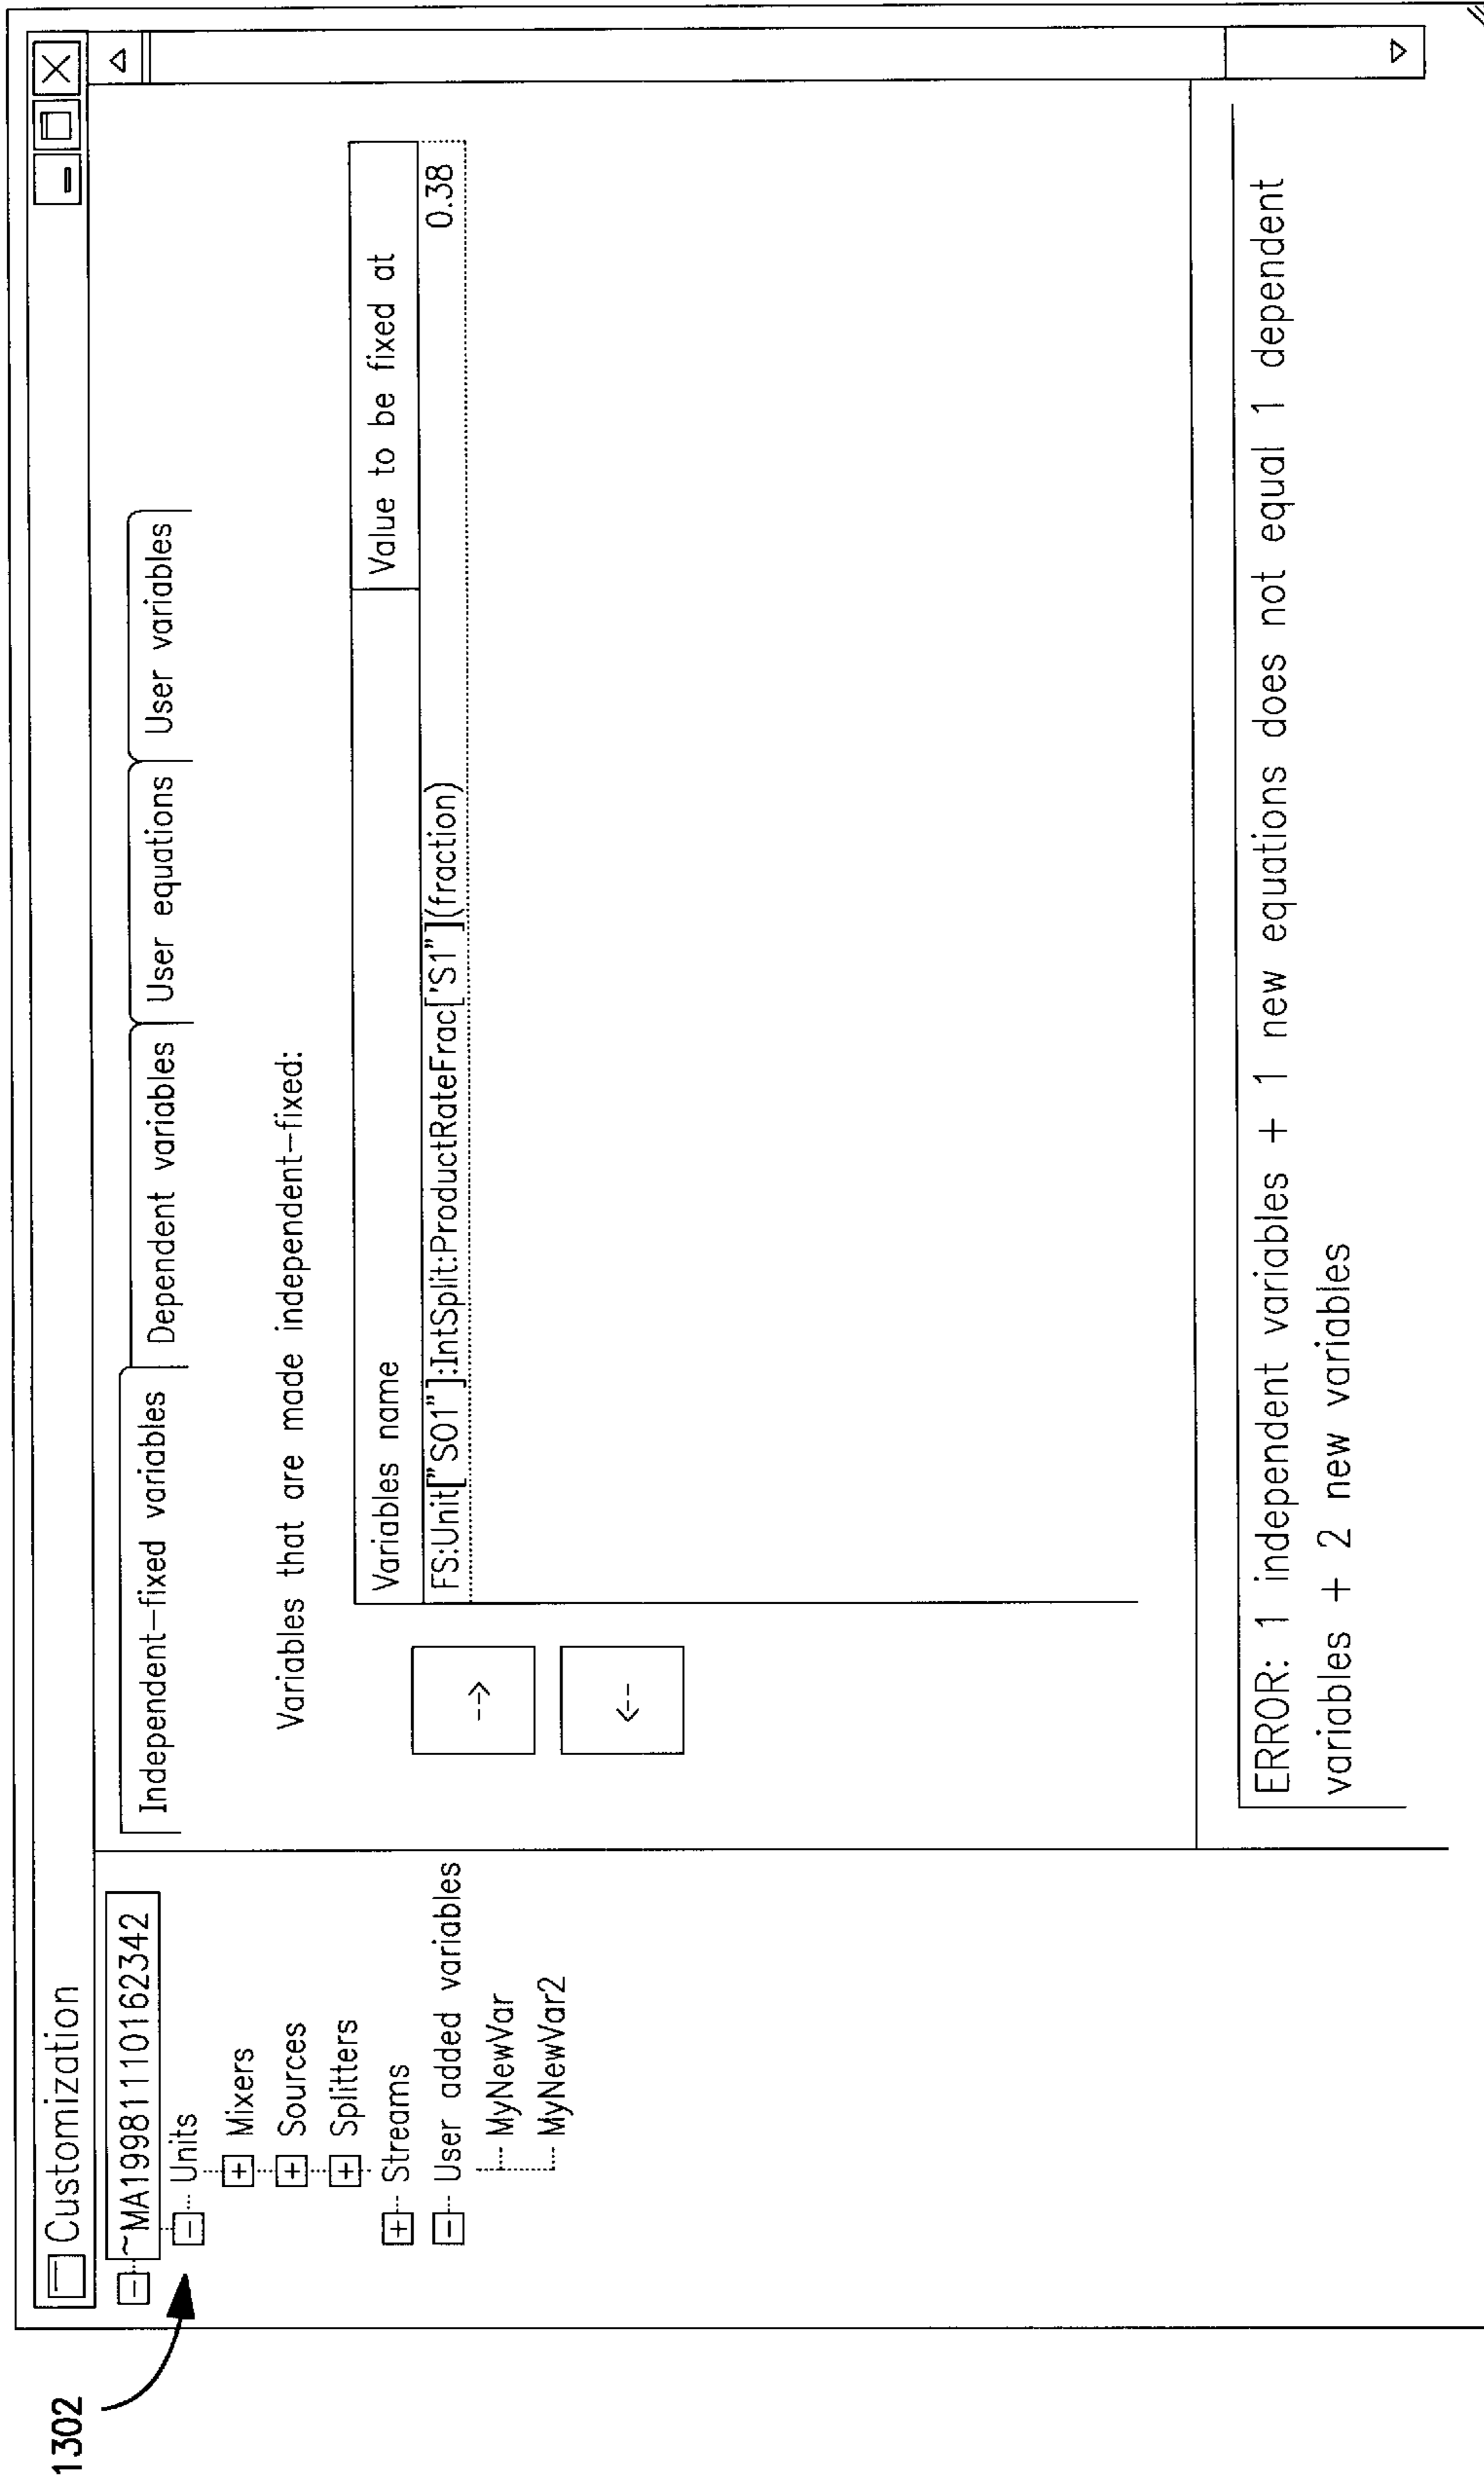 1302
Customization
~MA19981110162342
Units
Mixers
Sources
Splitters
Streams
User added variables
MyNewVar
MyNewVar2
Independent-fixed variables
Dependent variables
User equations
User variables
Variables that are made independent-fixed:
-->
<--
Variables name
Value to be fixed at
FS:Unit["S01"]:IntSplit:ProductRateFrac['S1"](fraction)
0.38
ERROR: 1 independent variables + 1 new equations does not equal 1 dependent
variables + 2 new variables